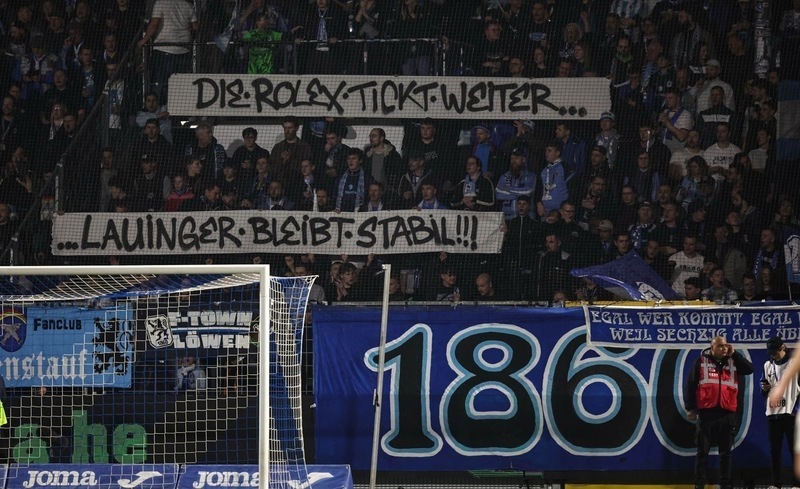 DIE·ROLEX·TICKT·WEITER...
...LAUINGER·BLEIBT·STABIL!!!
Fanclub
T-TOWN
LÖWEN
EGAL WER KOMMT, EGAL
WEIL SECHZIG ALLE
1860
Joma
Joma